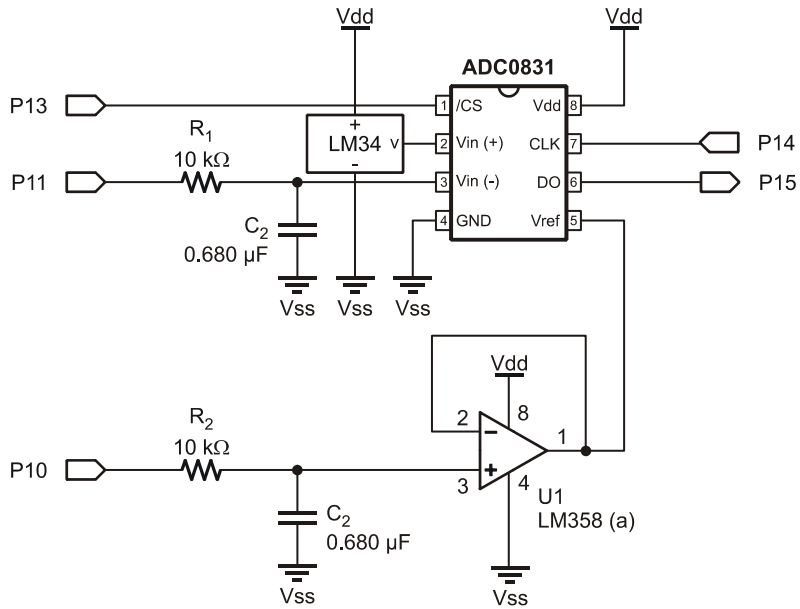 Vdd
Vdd
ADC0831
P13
1
/CS
Vdd
8
+
LM34
v
-
2
Vin (+)
CLK
7
P14
R1
10 kΩ
P11
3
Vin (-)
DO
6
P15
4
GND
Vref
5
C2
0.680 µF
Vss
Vss
Vss
Vdd
R2
10 kΩ
2
8
1
P10
3
4
U1
LM358 (a)
C2
0.680 µF
Vss
Vss